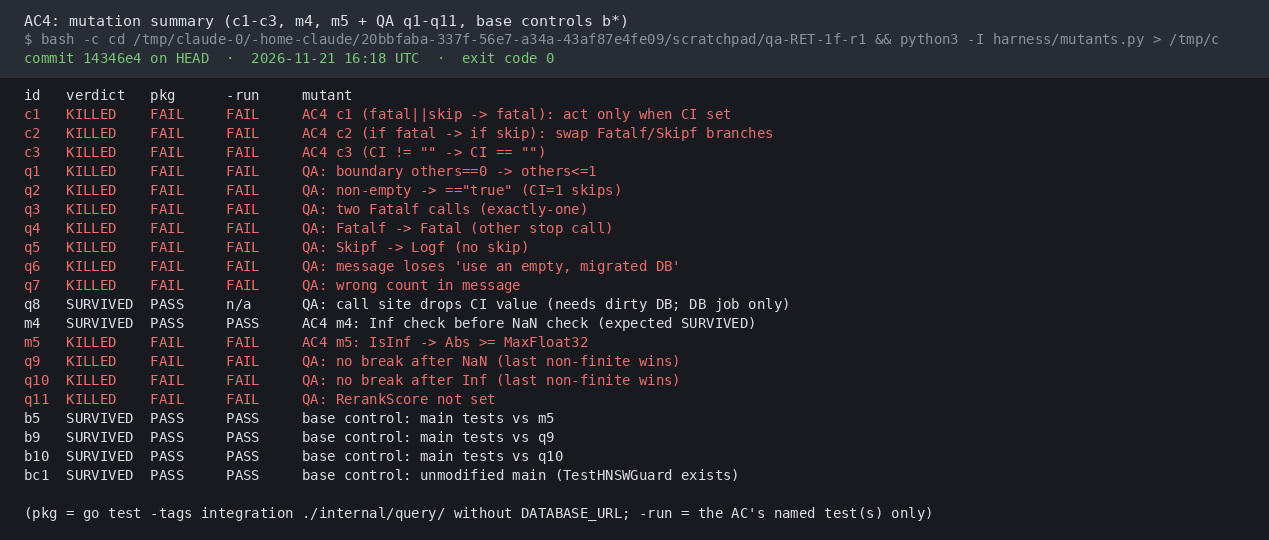 AC4: mutation summary (c1-c3, m4, m5 + QA q1-q11, base controls b*)
$ bash -c cd /tmp/claude-0/-home-claude/20bbfaba-337f-56e7-a34a-43af87e4fe09/scratchpad/qa-RET-1f-r1 && python3 -I harness/mutants.py > /tmp/c
commit 14346e4 on HEAD · 2026-11-21 16:18 UTC · exit code 0
id verdict pkg -run mutant
c1 KILLED FAIL FAIL AC4 c1 (fatal||skip -> fatal): act only when CI set
c2 KILLED FAIL FAIL AC4 c2 (if fatal -> if skip): swap Fatalf/Skipf branches
c3 KILLED FAIL FAIL AC4 c3 (CI != "" -> CI == "")
q1 KILLED FAIL FAIL QA: boundary others==0 -> others<=1
q2 KILLED FAIL FAIL QA: non-empty -> =="true" (CI=1 skips)
q3 KILLED FAIL FAIL QA: two Fatalf calls (exactly-one)
q4 KILLED FAIL FAIL QA: Fatalf -> Fatal (other stop call)
q5 KILLED FAIL FAIL QA: Skipf -> Logf (no skip)
q6 KILLED FAIL FAIL QA: message loses 'use an empty, migrated DB'
q7 KILLED FAIL FAIL QA: wrong count in message
q8 SURVIVED PASS n/a QA: call site drops CI value (needs dirty DB; DB job only)
m4 SURVIVED PASS PASS AC4 m4: Inf check before NaN check (expected SURVIVED)
m5 KILLED FAIL FAIL AC4 m5: IsInf -> Abs >= MaxFloat32
q9 KILLED FAIL FAIL QA: no break after NaN (last non-finite wins)
q10 KILLED FAIL FAIL QA: no break after Inf (last non-finite wins)
q11 KILLED FAIL FAIL QA: RerankScore not set
b5 SURVIVED PASS PASS base control: main tests vs m5
b9 SURVIVED PASS PASS base control: main tests vs q9
b10 SURVIVED PASS PASS base control: main tests vs q10
bc1 SURVIVED PASS PASS base control: unmodified main (TestHNSWGuard exists)
(pkg = go test -tags integration ./internal/query/ without DATABASE_URL; -run = the AC's named test(s) only)